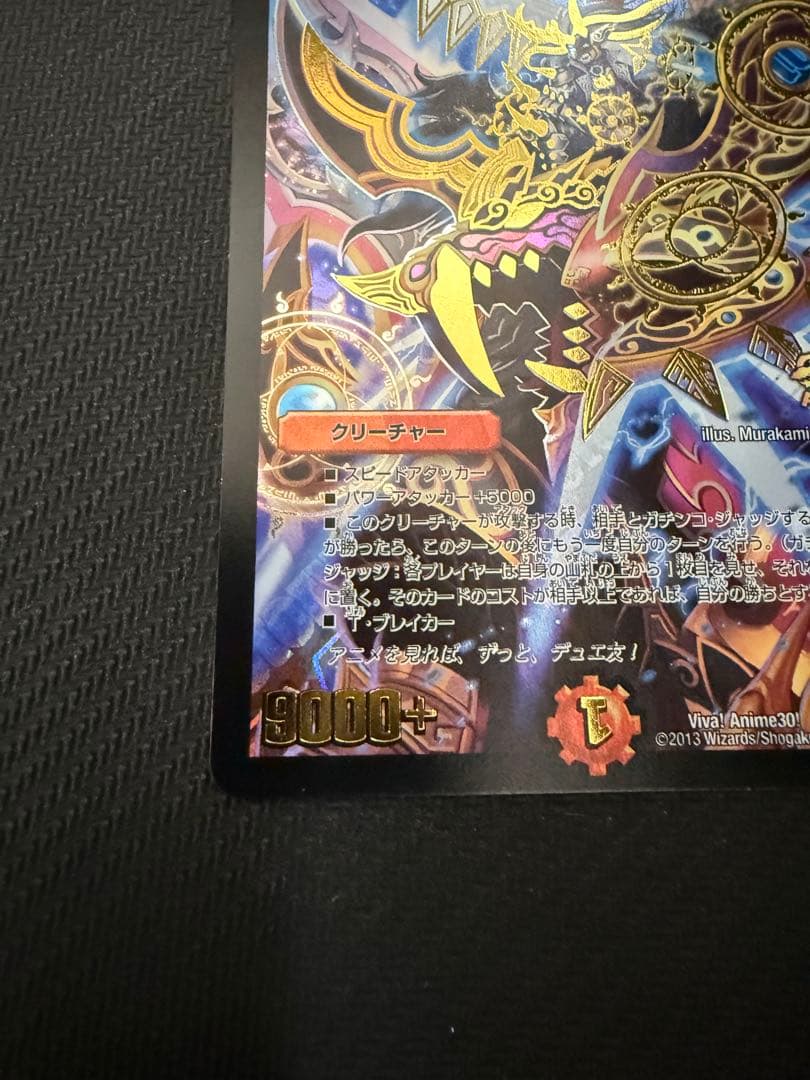 クリーチャー
illus. Murakami
■ スピードアタッカー
■ パワーアタッカー+5000
■ このクリーチャーが攻撃する時、相手とガチンコ・ジャッジする
が勝ったら、このターンの後にもう一度自分のターンを行う。(ガチ
ジャッジ:各プレイヤーは自身の山札の上から1枚目を見せ、それを
に置く。そのカードのコストが相手以上であれば、自分の勝ちとす
■ T・ブレイカー
アニメを見れば、ずっと、デュエ友!
9000+
T
Viva! Anime30!
©2013 Wizards/Shogaku